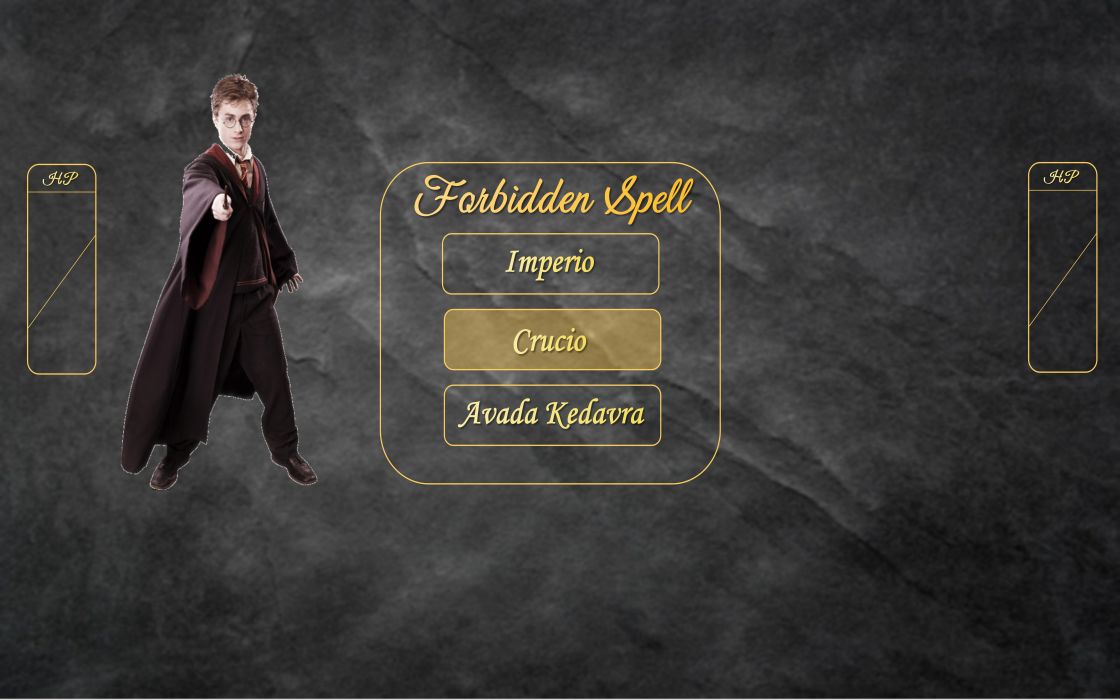 HP
Forbidden Spell
HP
Imperio
Crucio
Avada Kedavra